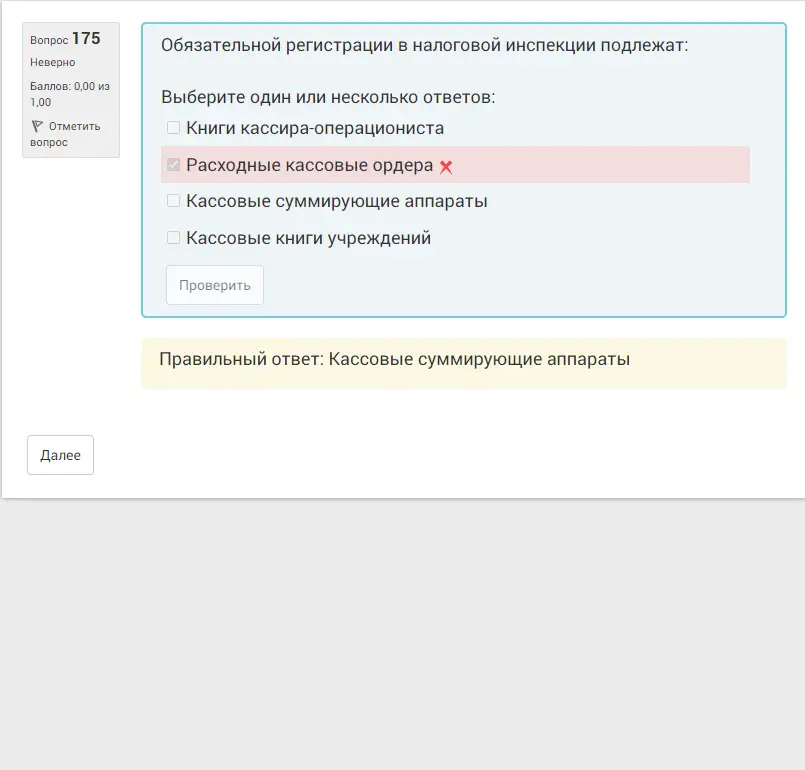 Вопрос 175
Неверно
Баллов: 0,00 из
1,00
Отметить
вопрос
Обязательной регистрации в налоговой инспекции подлежат:
Выберите один или несколько ответов:
Книги кассира-операциониста
Расходные кассовые ордера
Кассовые суммирующие аппараты
Кассовые книги учреждений
Проверить
Правильный ответ: Кассовые суммирующие аппараты
Далее